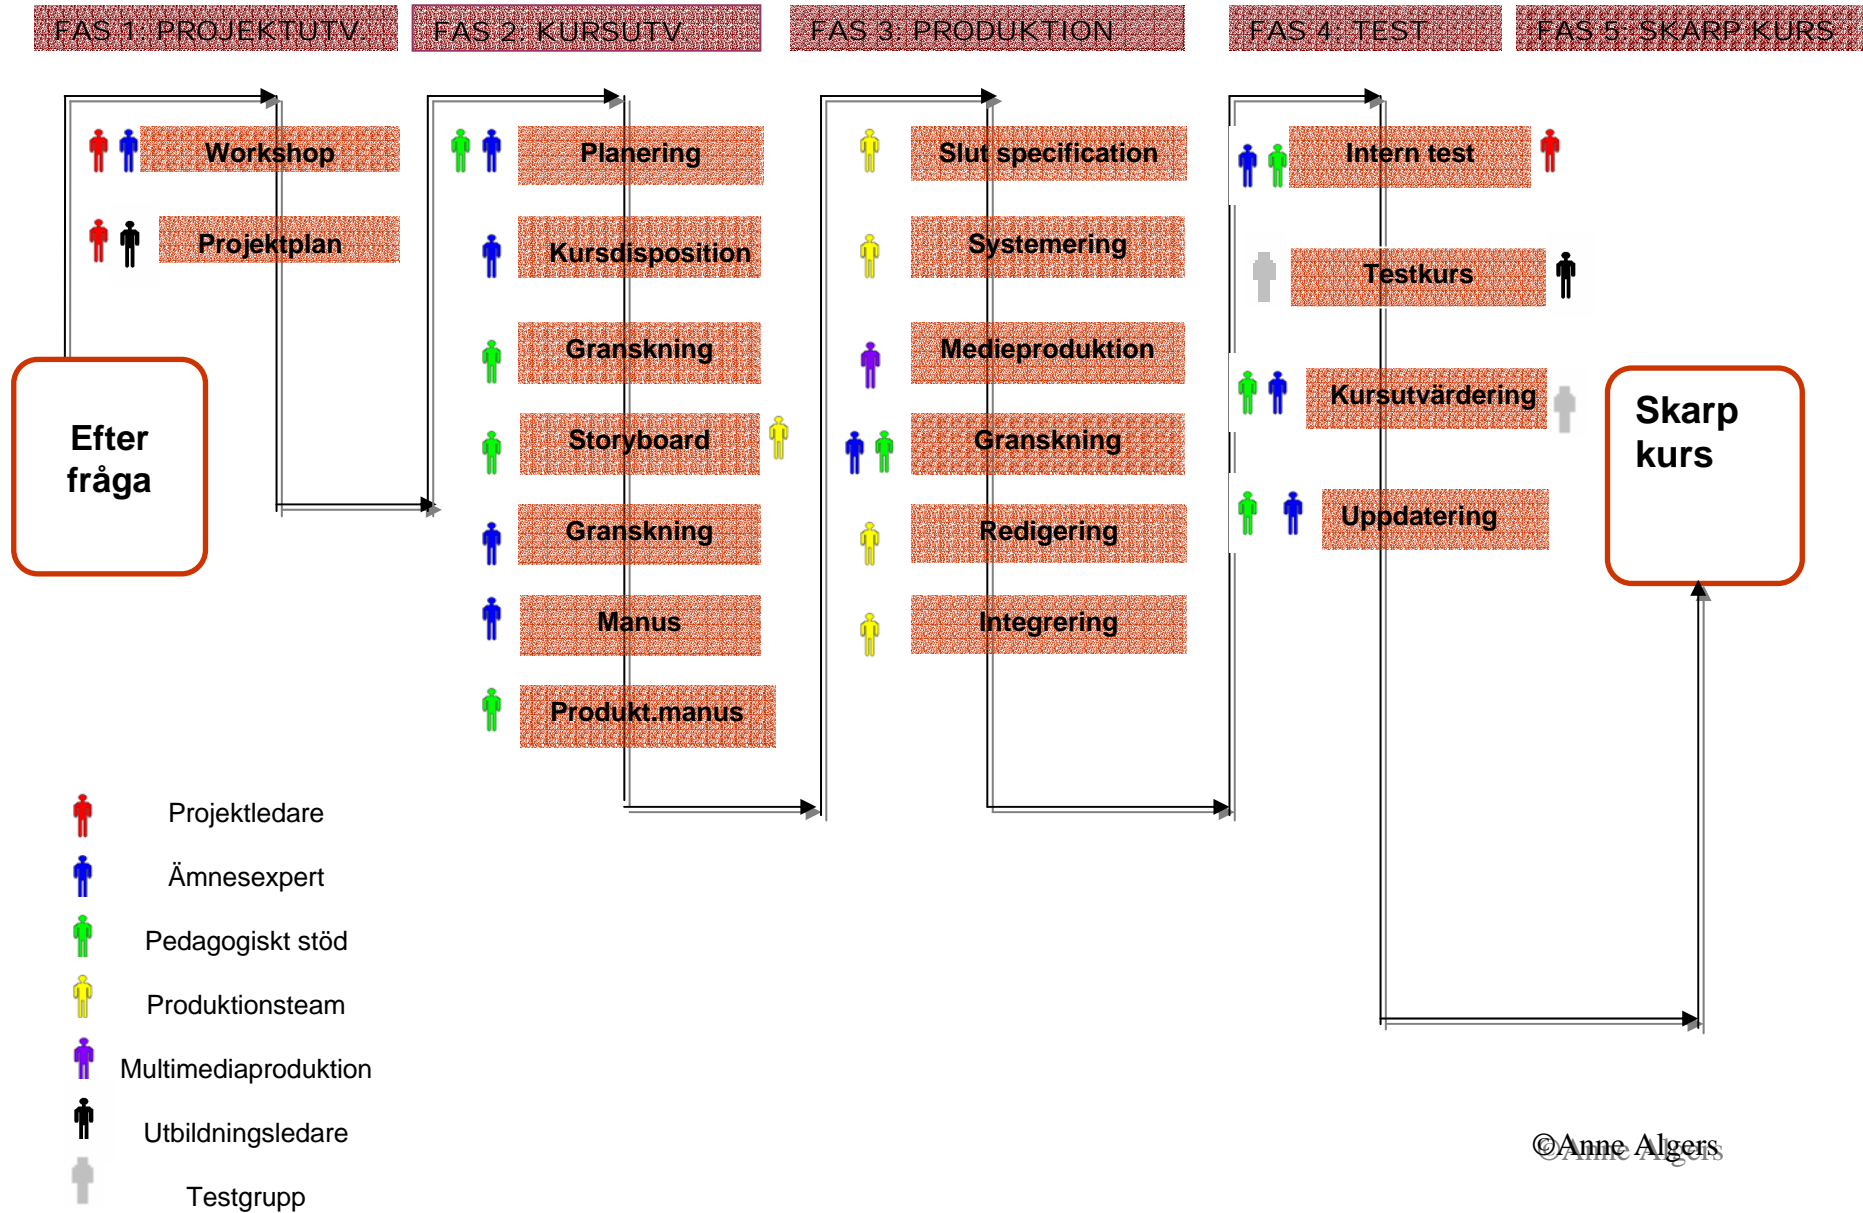 FAS 1: PROJEKTUTV.
FAS 2: KURSUTV.
FAS 3: PRODUKTION
FAS 4: TEST
FAS 5: SKARP KURS
Workshop
Projektplan
Efter
fråga
Planering
Kursdisposition
Granskning
Storyboard
Granskning
Manus
Produkt.manus
Slut specification
Systemering
Medieproduktion
Granskning
Redigering
Integrering
Intern test
Testkurs
Kursutvärdering
Uppdatering
Skarp
kurs
Projektledare
Ämnesexpert
Pedagogiskt stöd
Produktionsteam
Multimediaproduktion
Utbildningsledare
Testgrupp
©Anne Algers